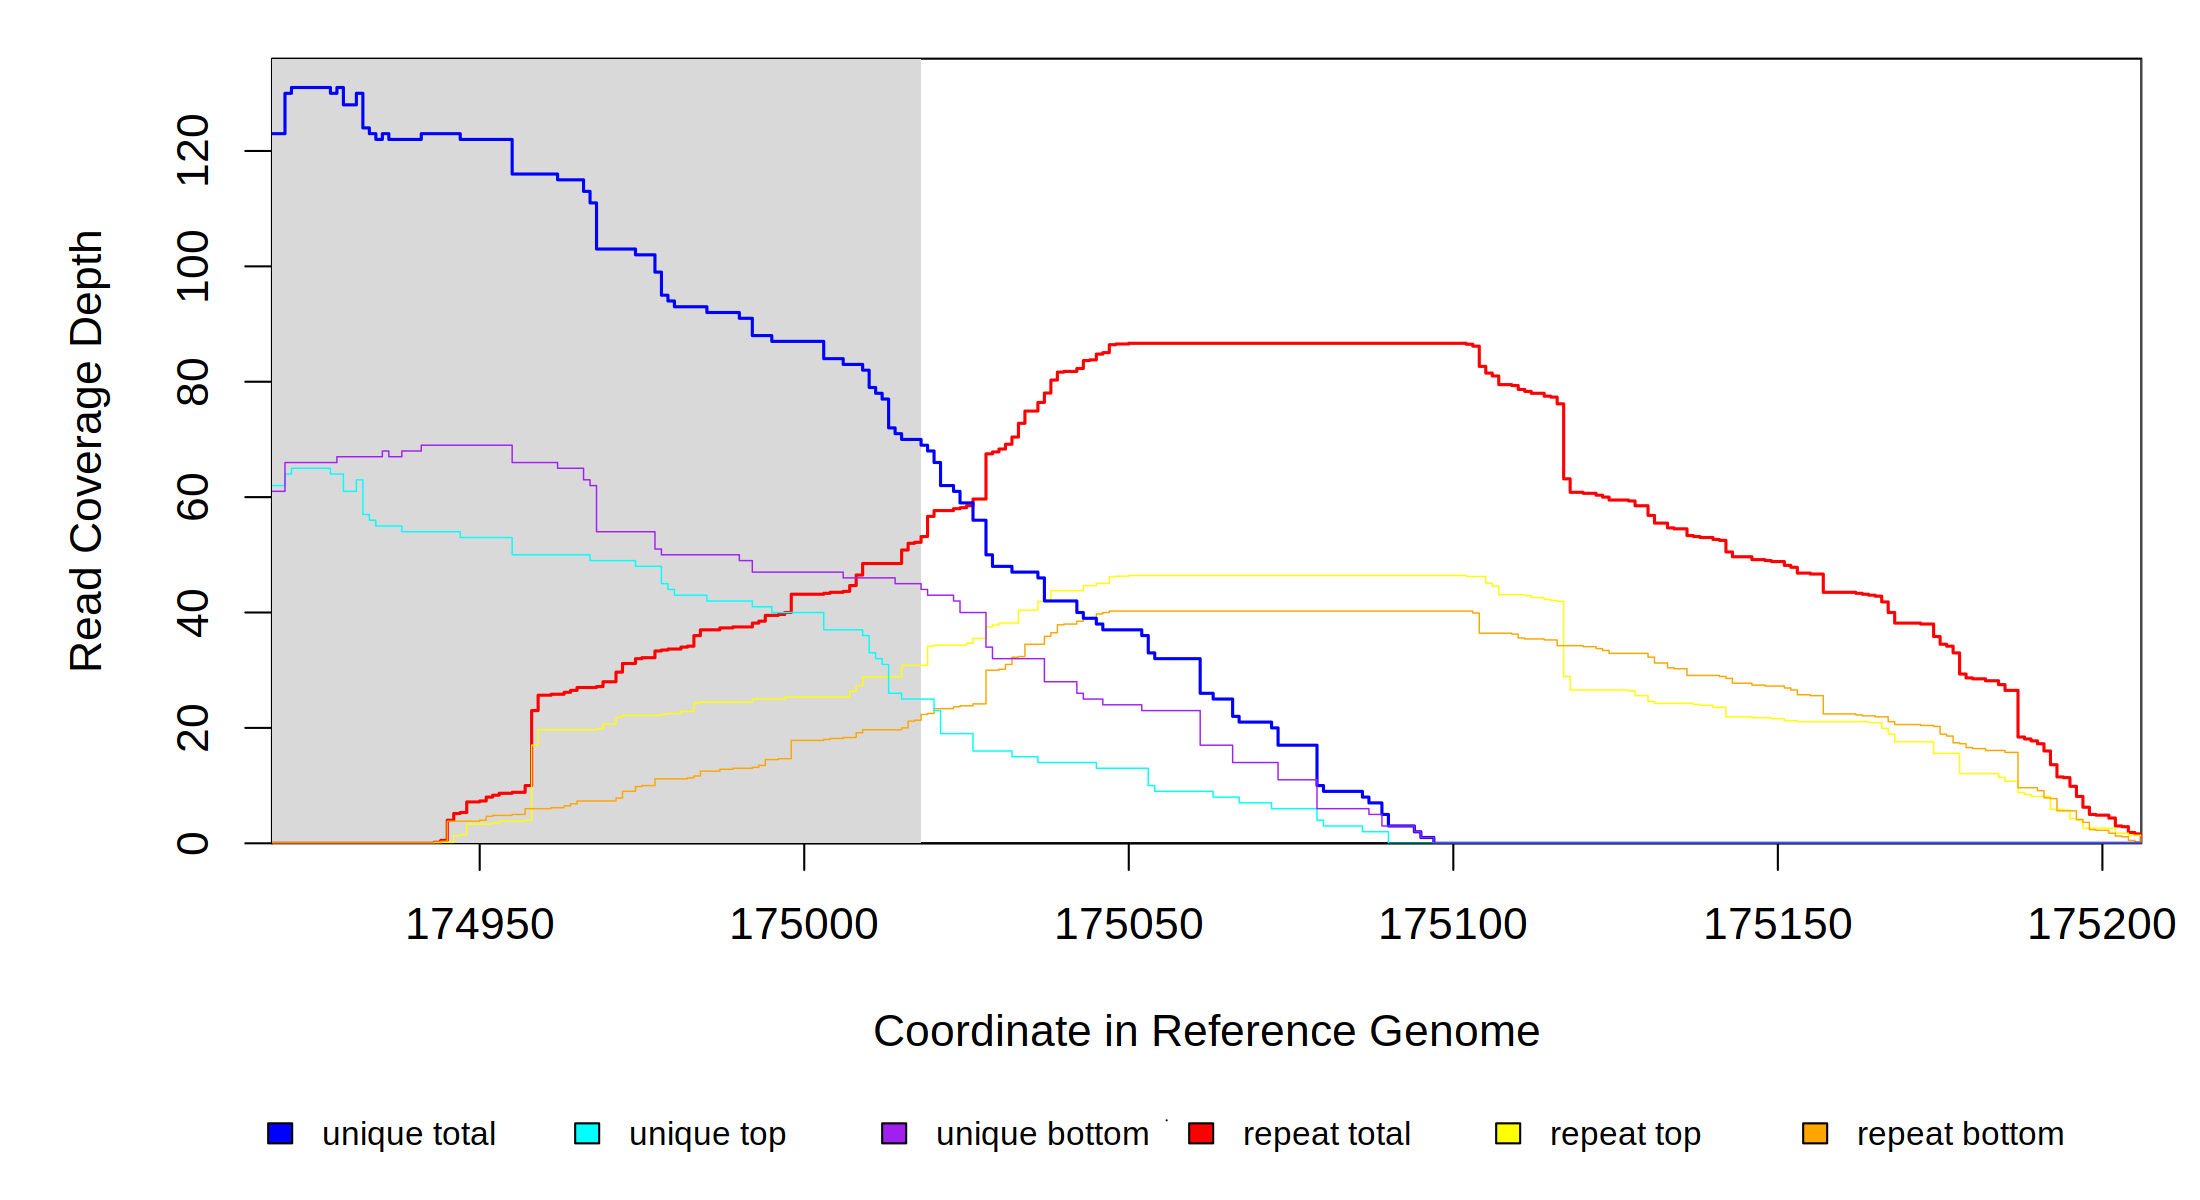 Read Coverage Depth
120
100
80
60
40
20
0
174950 175000 175050 175100 175150 175200
Coordinate in Reference Genome
unique total unique top unique bottom repeat total repeat top repeat bottom